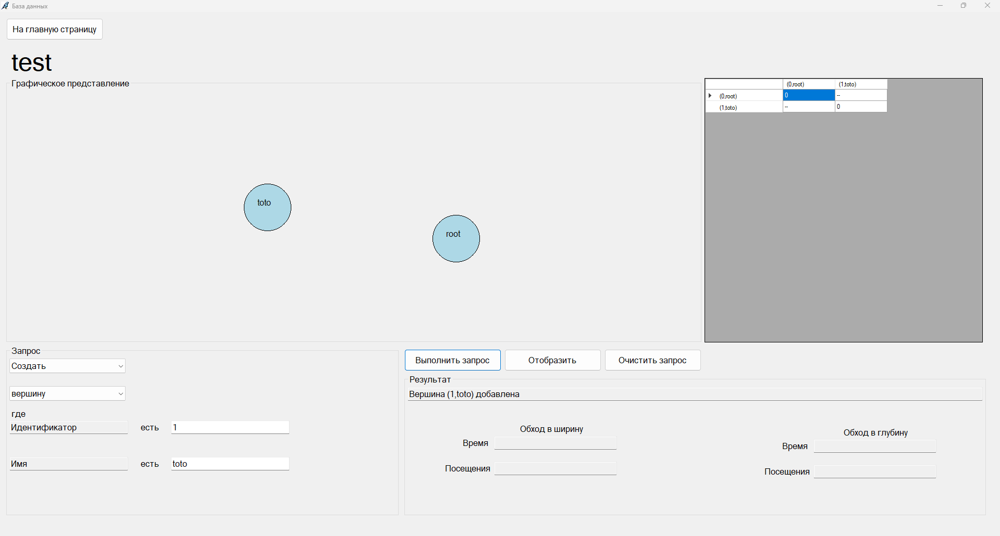 База данных
На главную страницу
test
Графическое представление
toto
root
(0,root) (1,toto)
(0,root) 0 --
(1,toto) -- 0
Запрос
Создать
вершину
где
Идентификатор есть 1
Имя есть toto
Выполнить запрос Отобразить Очистить запрос
Результат
Вершина (1,toto) добавлена
Обход в ширину
Время
Посещения
Обход в глубину
Время
Посещения